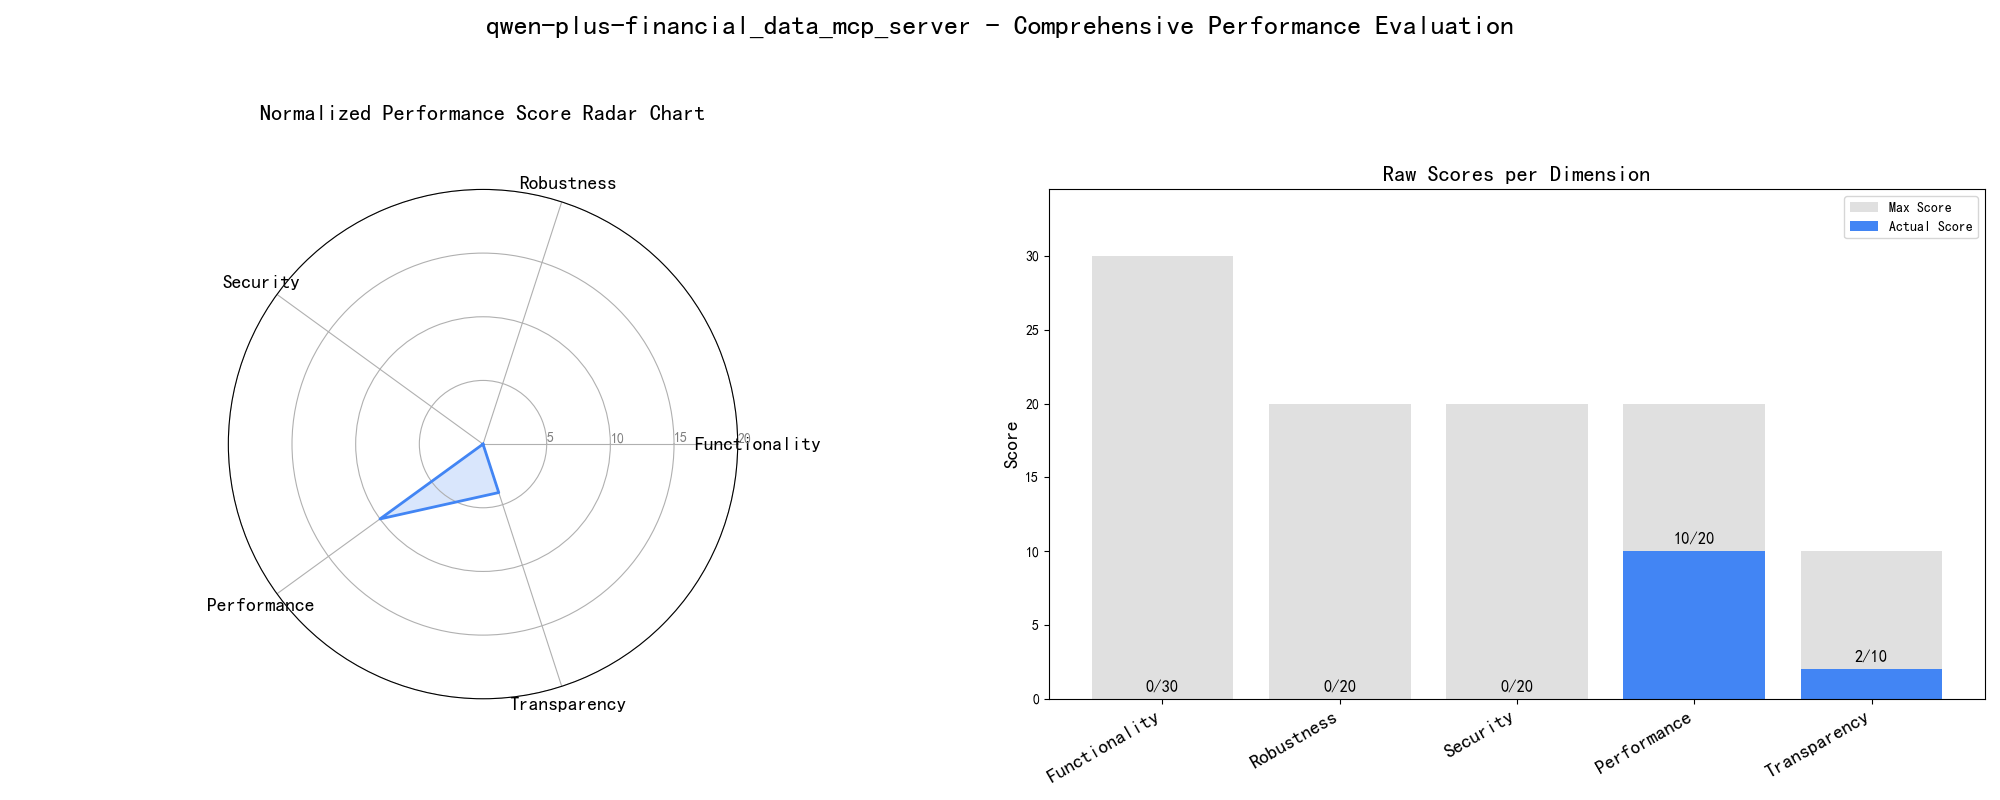 qwen-plus-financial_data_mcp_server - Comprehensive Performance Evaluation
Normalized Performance Score Radar Chart
Robustness
Security
Functionality
Performance
Transparency
5
10
15
20
Raw Scores per Dimension
Max Score
Actual Score
Score
30
25
20
15
10
5
0
0/30
0/20
0/20
10/20
2/10
Functionality
Robustness
Security
Performance
Transparency